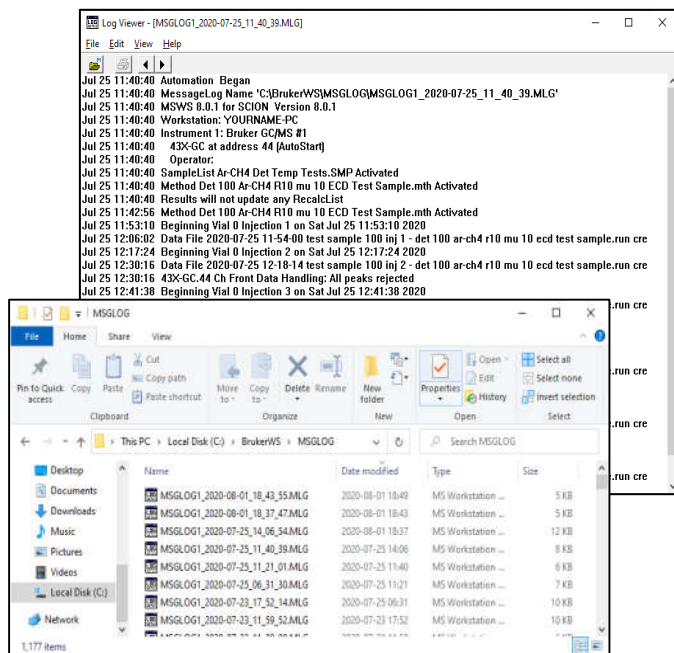 Log Viewer - [MSGLOG1_2020-07-25_11_40_39.MLG]
File Edit View Help
Jul 25 11:40:40 Automation Began
Jul 25 11:40:40 MessageLog Name 'C:\BrukerWS\MSGLOG\MSGLOG1_2020-07-25_11_40_39.MLG'
Jul 25 11:40:40 MSWS 8.0.1 for SCION Version 8.0.1
Jul 25 11:40:40 Workstation: YOURNAME-PC
Jul 25 11:40:40 Instrument 1: Bruker GC/MS #1
Jul 25 11:40:40 43X-GC at address 44 (AutoStart)
Jul 25 11:40:40 Operator:
Jul 25 11:40:40 SampleList Ar-CH4 Det Temp Tests.SMP Activated
Jul 25 11:40:40 Method Det 100 Ar-CH4 R10 mu 10 ECD Test Sample.mth Activated
Jul 25 11:40:40 Results will not update any RecalcList
Jul 25 11:42:56 Method Det 100 Ar-CH4 R10 mu 10 ECD Test Sample.mth Activated
Jul 25 11:53:10 Beginning Vial 0 Injection 1 on Sat Jul 25 11:53:10 2020
Jul 25 12:06:02 Data File 2020-07-25 11-54-00 test sample 100 inj 1 - det 100 ar-ch4 r10 mu 10 ecd test sample.run cre
Jul 25 12:17:24 Beginning Vial 0 Injection 2 on Sat Jul 25 12:17:24 2020
Jul 25 12:30:16 Data File 2020-07-25 12-18-14 test sample 100 inj 2 - det 100 ar-ch4 r10 mu 10 ecd test sample.run cre
Jul 25 12:30:16 43X-GC.44 Ch Front Data Handling: All peaks rejected
Jul 25 12:41:38 Beginning Vial 0 Injection 3 on Sat Jul 25 12:41:38 2020
.run cre
.run cre
.run cre
.run cre
MSGLOG
File Home Share View
Pin to Quick access Copy Paste Cut Copy path Paste shortcut Move to Copy to Delete Rename New folder Properties Open Edit History Select all Select none Invert selection
Clipboard Organize New Open Select
This PC Local Disk (C:) BrukerWS MSGLOG Search MSGLOG
Name Date modified Type Size
Desktop
Documents
Downloads
Music
Pictures
Videos
Local Disk (C:)
Network
MSGLOG1_2020-08-01_18_43_55.MLG 2020-08-01 18:49 MS Workstation ... 5 KB
MSGLOG1_2020-08-01_18_37_47.MLG 2020-08-01 18:43 MS Workstation ... 5 KB
MSGLOG1_2020-07-25_14_06_54.MLG 2020-08-01 18:37 MS Workstation ... 12 KB
MSGLOG1_2020-07-25_11_40_39.MLG 2020-07-25 14:06 MS Workstation ... 8 KB
MSGLOG1_2020-07-25_11_21_01.MLG 2020-07-25 11:40 MS Workstation ... 6 KB
MSGLOG1_2020-07-25_06_31_30.MLG 2020-07-25 11:21 MS Workstation ... 7 KB
MSGLOG1_2020-07-23_17_52_14.MLG 2020-07-25 06:31 MS Workstation ... 10 KB
MSGLOG1_2020-07-23_11_59_52.MLG 2020-07-23 17:52 MS Workstation ... 10 KB
1,177 items